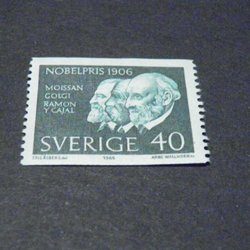 NOBELPRIS 1906
MOISSAN
GOLGI
RAMON
Y CAJAL
SVERIGE 40
1966